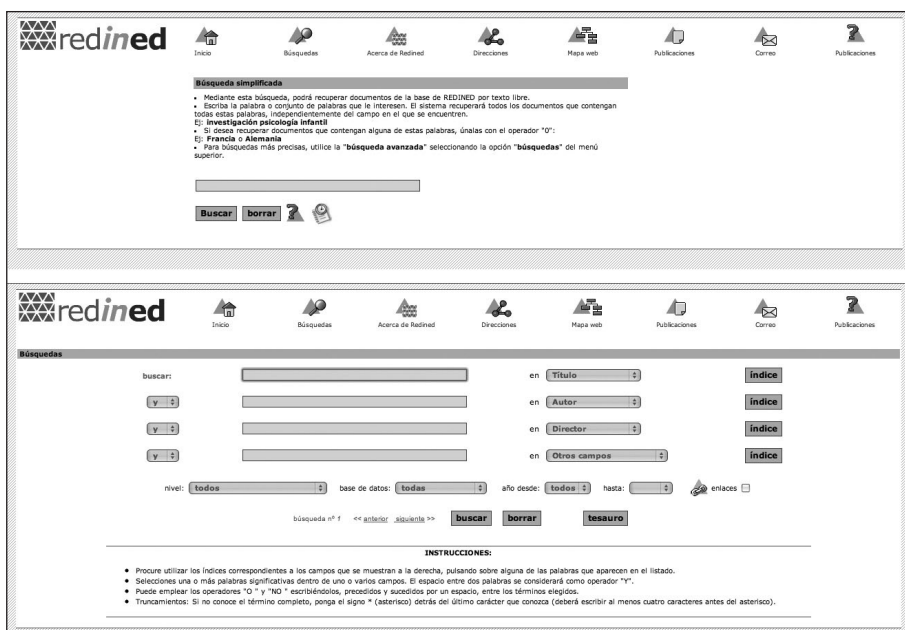 redined
Inicio Búsquedas Acerca de Redined Direcciones Mapa web Publicaciones Correo Publicaciones
Búsqueda simplificada
• Mediante esta búsqueda, podrá recuperar documentos de la base de REDINED por texto libre.
• Escriba la palabra o conjunto de palabras que le interesen. El sistema recuperará todos los documentos que contengan
todas estas palabras, independientemente del campo en el que se encuentren.
Ej: investigación psicología infantil
• Si desea recuperar documentos que contengan alguna de estas palabras, únalas con el operador "0":
Ej: Francia o Alemania
• Para búsquedas más precisas, utilice la "búsqueda avanzada" seleccionando la opción "búsquedas" del menú
superior.
Buscar borrar
redined
Inicio Búsquedas Acerca de Redined Direcciones Mapa web Publicaciones Correo Publicaciones
Búsquedas
buscar: en Título índice
y en Autor índice
y en Director índice
y en Otros campos índice
nivel: todos base de datos: todas año desde: todos hasta: enlaces
búsqueda nº f << anterior siguiente >> buscar borrar tesauro
INSTRUCCIONES:
• Procure utilizar los índices correspondientes a los campos que se muestran a la derecha, pulsando sobre alguna de las palabras que aparecen en el listado.
• Selecciones una o más palabras significativas dentro de uno o varios campos. El espacio entre dos palabras se considerará como operador "Y".
• Puede emplear los operadores "O " y "NO " escribiéndolos, precedidos y sucedidos por un espacio, entre los términos elegidos.
• Truncamientos: Si no conoce el término completo, ponga el signo * (asterisco) detrás del último carácter que conozca (deberá escribir al menos cuatro caracteres antes del asterisco).